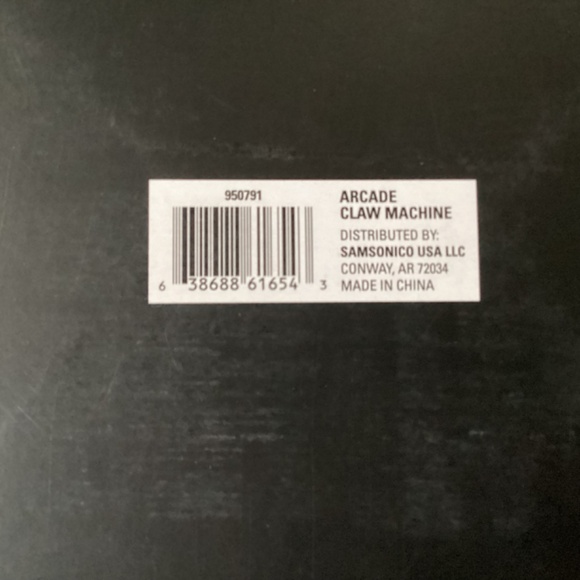 950791
6 38688 61654 3
ARCADE
CLAW MACHINE
DISTRIBUTED BY:
SAMSONICO USA LLC
CONWAY, AR 72034
MADE IN CHINA